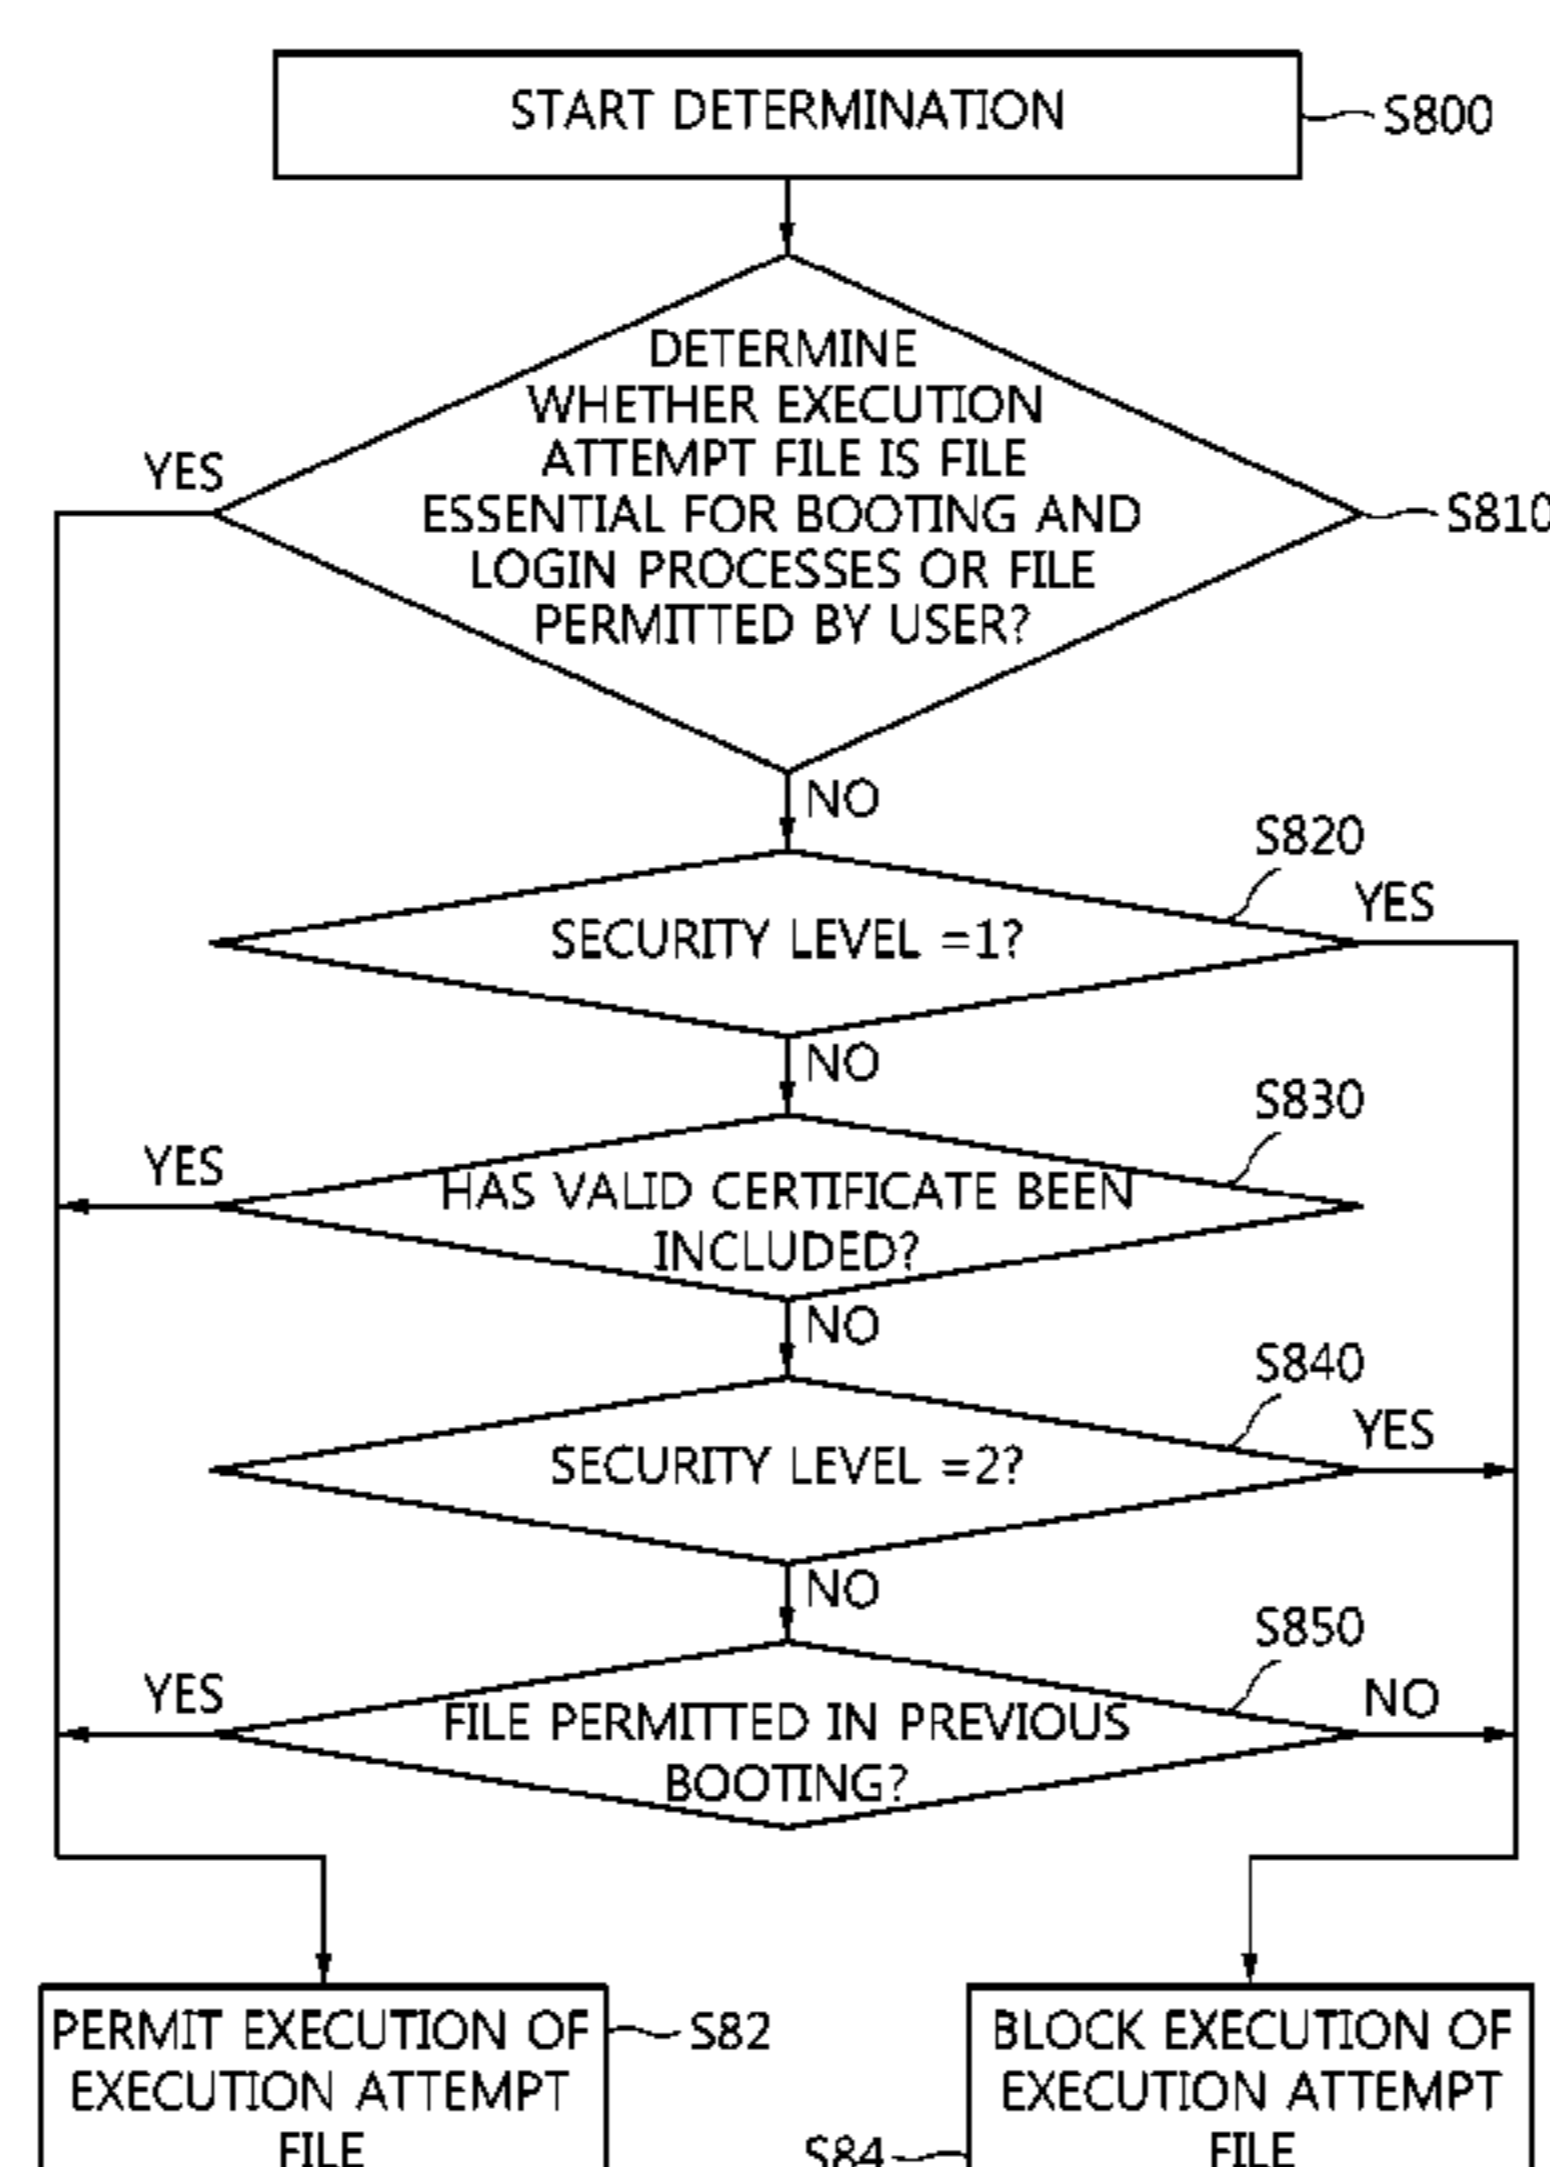 START DETERMINATION
S800
DETERMINE
WHETHER EXECUTION
ATTEMPT FILE IS FILE
ESSENTIAL FOR BOOTING AND
LOGIN PROCESSES OR FILE
PERMITTED BY USER?
YES
S810
NO
S820
SECURITY LEVEL =1?
YES
NO
S830
YES
HAS VALID CERTIFICATE BEEN
INCLUDED?
NO
S840
SECURITY LEVEL =2?
YES
NO
S850
YES
FILE PERMITTED IN PREVIOUS
BOOTING?
NO
PERMIT EXECUTION OF
EXECUTION ATTEMPT
FILE
S82
BLOCK EXECUTION OF
EXECUTION ATTEMPT
FILE
S84